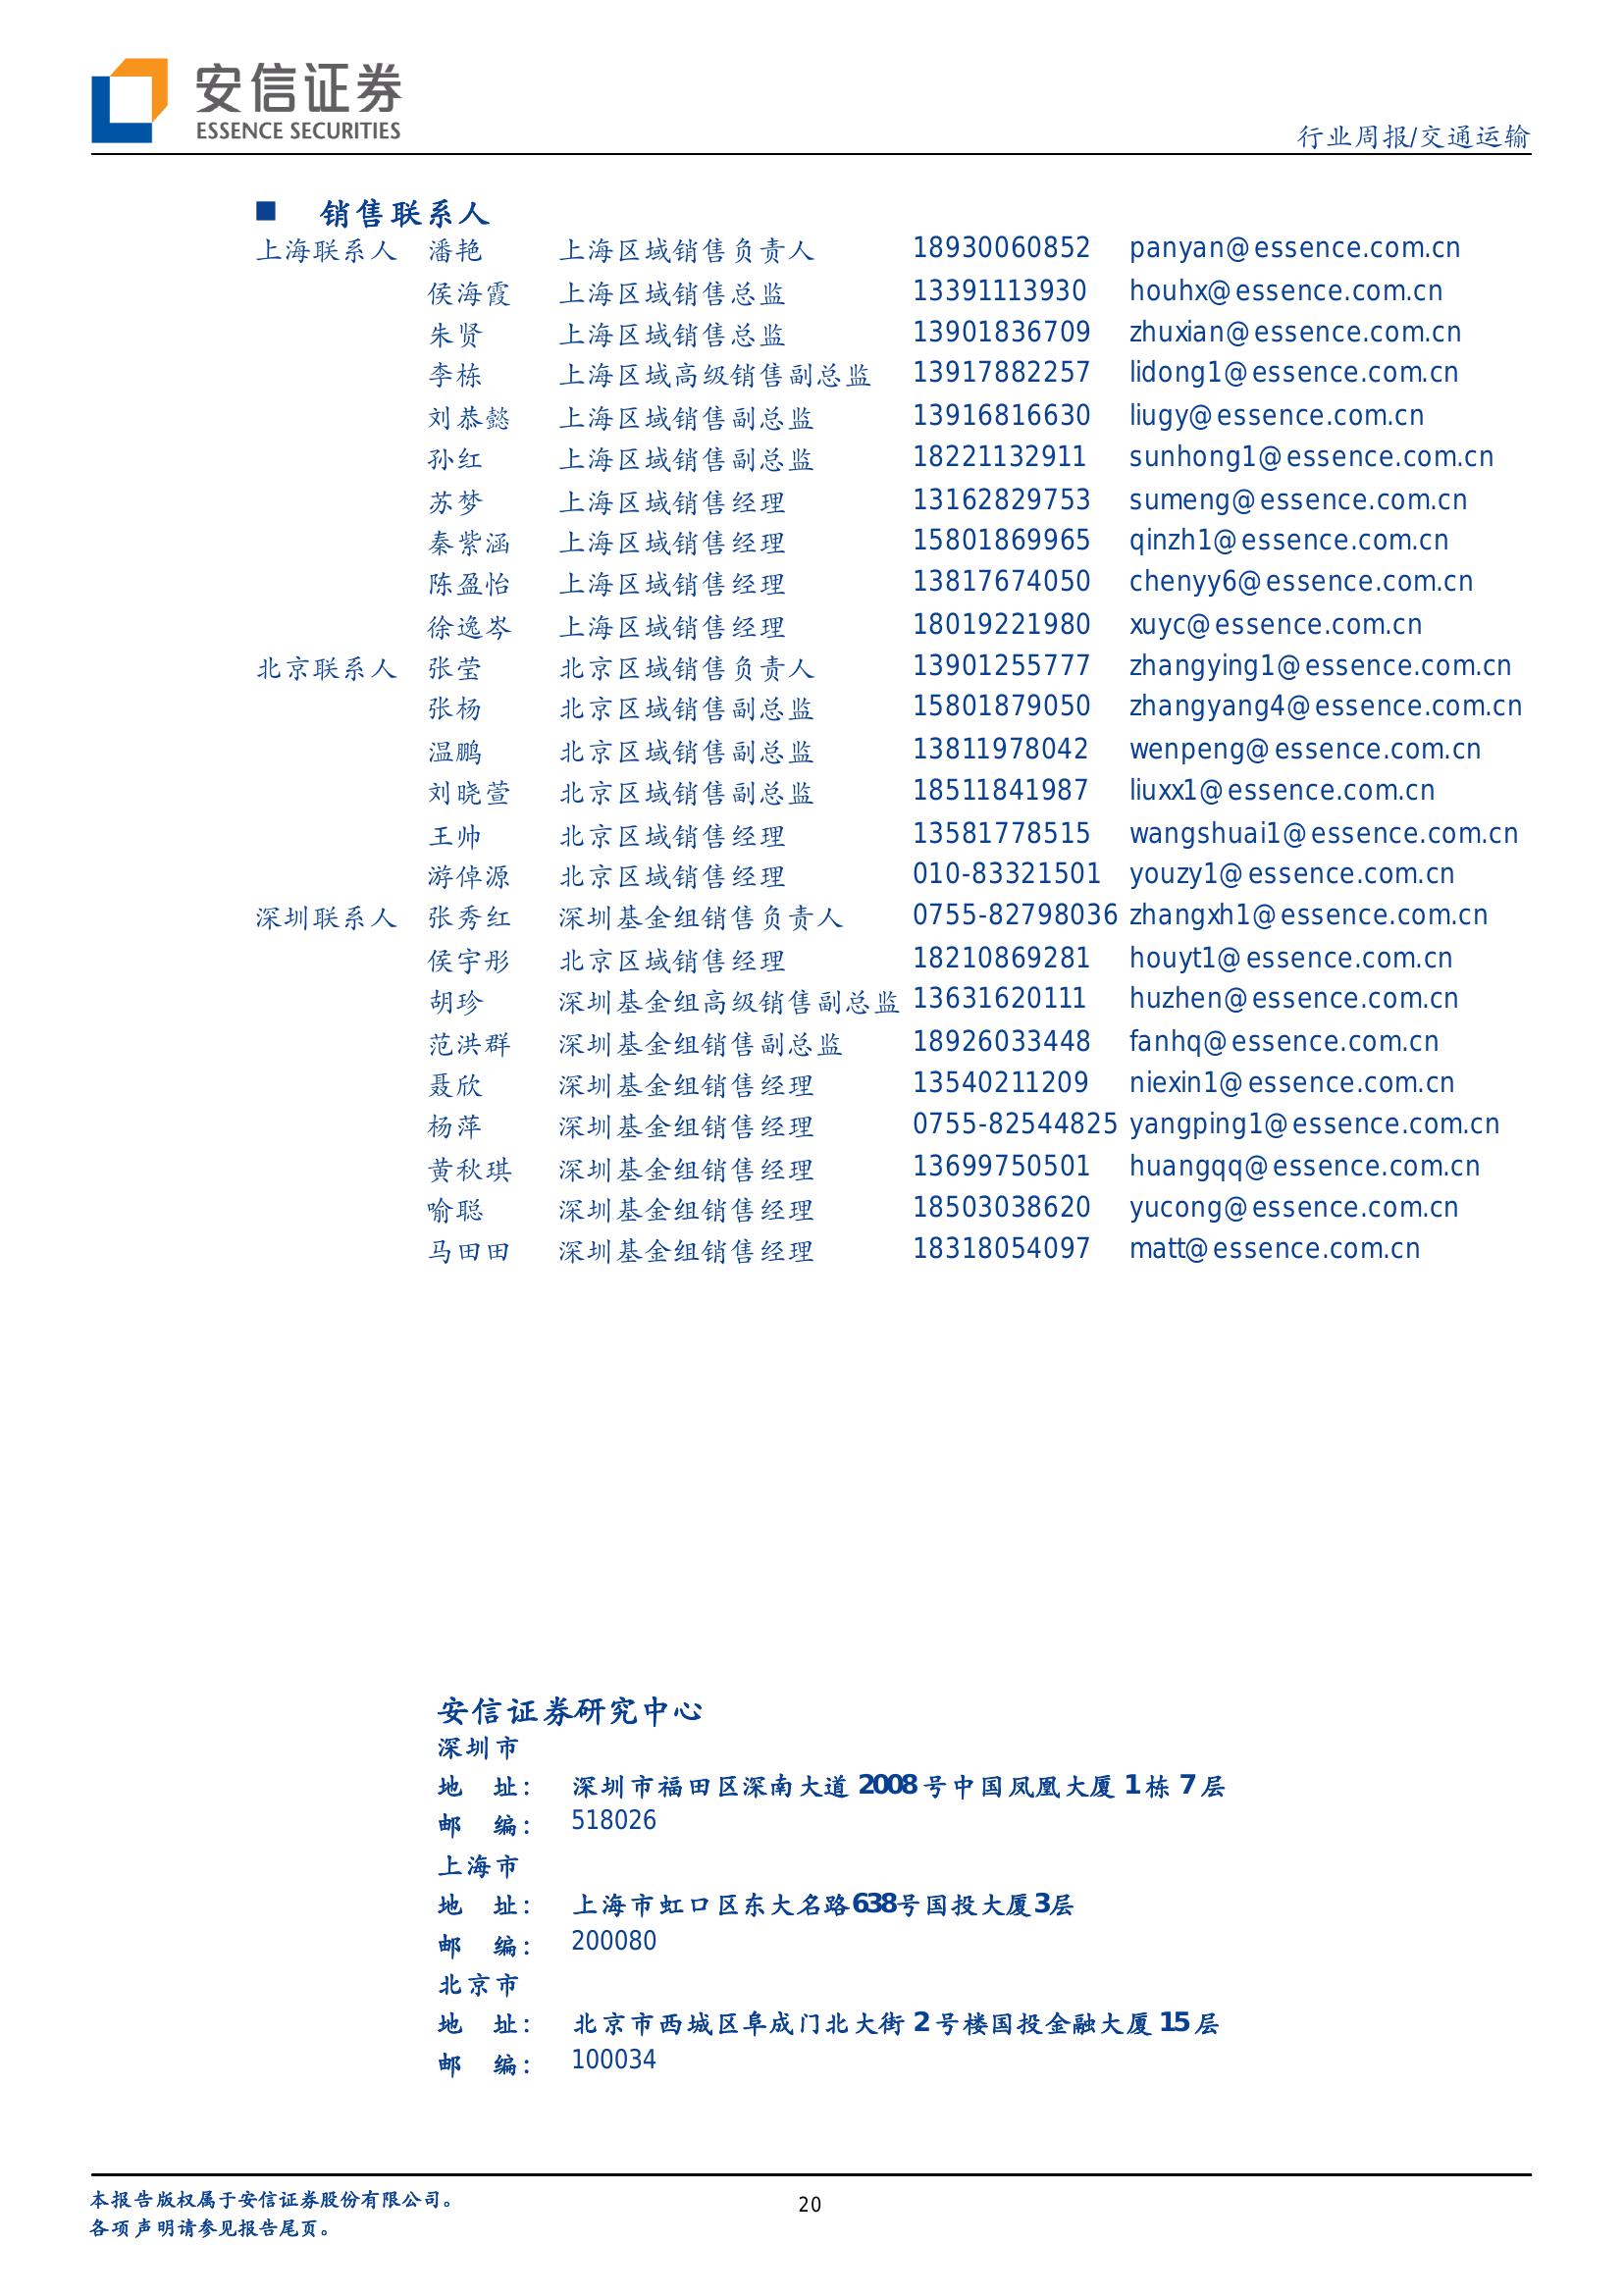 安信证券
ESSENCE SECURITIES
行业周报/交通运输
■ 销售联系人
上海联系人 潘艳 上海区域销售负责人 18930060852 panyan@essence.com.cn
侯海霞 上海区域销售总监 13391113930 houhx@essence.com.cn
朱贤 上海区域销售总监 13901836709 zhuxian@essence.com.cn
李栋 上海区域高级销售副总监 13917882257 lidong1@essence.com.cn
刘恭懿 上海区域销售副总监 13916816630 liugy@essence.com.cn
孙红 上海区域销售副总监 18221132911 sunhong1@essence.com.cn
苏梦 上海区域销售经理 13162829753 sumeng@essence.com.cn
秦紫涵 上海区域销售经理 15801869965 qinzh1@essence.com.cn
陈盈怡 上海区域销售经理 13817674050 chenyy6@essence.com.cn
徐逸岑 上海区域销售经理 18019221980 xuyc@essence.com.cn
北京联系人 张莹 北京区域销售负责人 13901255777 zhangying1@essence.com.cn
张杨 北京区域销售副总监 15801879050 zhangyang4@essence.com.cn
温鹏 北京区域销售副总监 13811978042 wenpeng@essence.com.cn
刘晓萱 北京区域销售副总监 18511841987 liuxx1@essence.com.cn
王帅 北京区域销售经理 13581778515 wangshuai1@essence.com.cn
游倬源 北京区域销售经理 010-83321501 youzy1@essence.com.cn
深圳联系人 张秀红 深圳基金组销售负责人 0755-82798036 zhangxh1@essence.com.cn
侯宇彤 北京区域销售经理 18210869281 houyt1@essence.com.cn
胡珍 深圳基金组高级销售副总监 13631620111 huzhen@essence.com.cn
范洪群 深圳基金组销售副总监 18926033448 fanhq@essence.com.cn
聂欣 深圳基金组销售经理 13540211209 niexin1@essence.com.cn
杨萍 深圳基金组销售经理 0755-82544825 yangping1@essence.com.cn
黄秋琪 深圳基金组销售经理 13699750501 huangqq@essence.com.cn
喻聪 深圳基金组销售经理 18503038620 yucong@essence.com.cn
马田田 深圳基金组销售经理 18318054097 matt@essence.com.cn
安信证券研究中心
深圳市
地 址： 深圳市福田区深南大道 2008 号中国凤凰大厦 1 栋 7 层
邮 编： 518026
上海市
地 址： 上海市虹口区东大名路638号国投大厦3层
邮 编： 200080
北京市
地 址： 北京市西城区阜成门北大街 2 号楼国投金融大厦 15 层
邮 编： 100034
本报告版权属于安信证券股份有限公司。
各项声明请参见报告尾页。
20